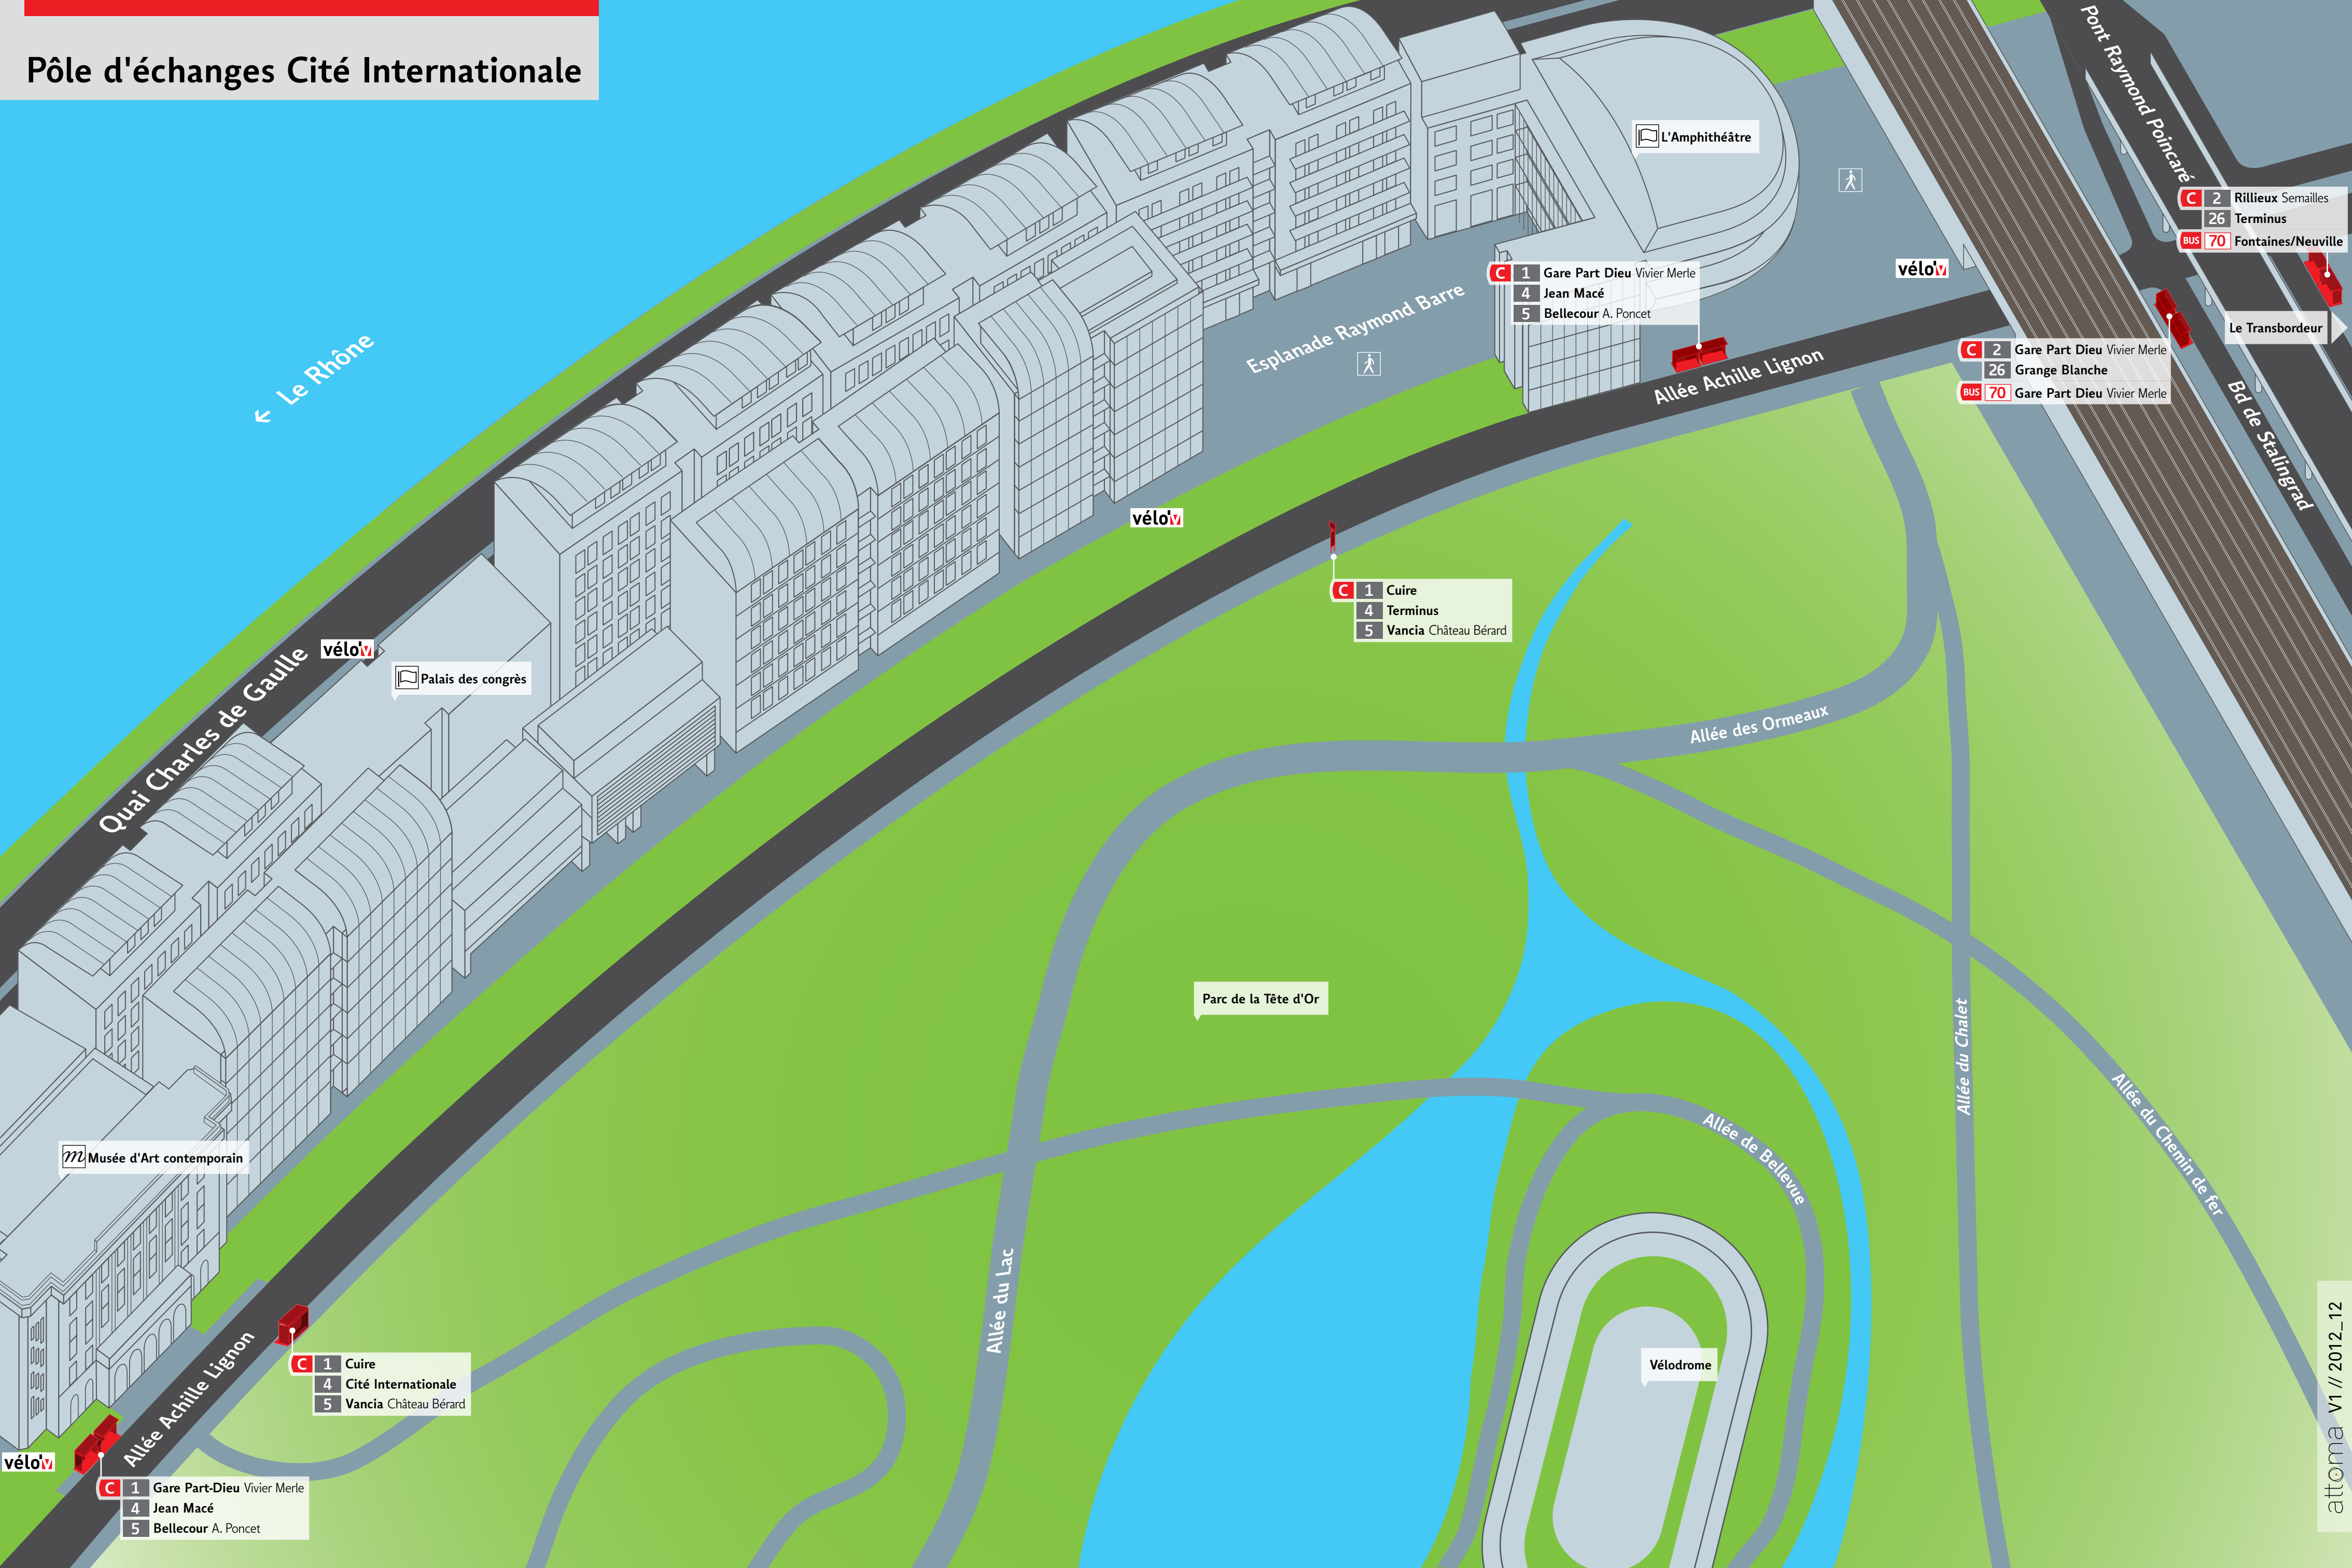 Pôle d'échanges Cité Internationale
Pont Raymond Poincaré
L'Amphithéâtre
C 2 Rillieux Semailles
26 Terminus
BUS 70 Fontaines/Neuville
vélo'v
C 1 Gare Part Dieu Vivier Merle
4 Jean Macé
5 Bellecour A. Poncet
Esplanade Raymond Barre
Le Transbordeur
← Le Rhône
C 2 Gare Part Dieu Vivier Merle
26 Grange Blanche
BUS 70 Gare Part Dieu Vivier Merle
Allée Achille Lignon
Bd de Stalingrad
vélo'v
C 1 Cuire
4 Terminus
5 Vancia Château Bérard
vélo'v
Quai Charles de Gaulle
Palais des congrès
Allée des Ormeaux
Parc de la Tête d'Or
Allée du Chalet
Allée du Chemin de fer
m Musée d'Art contemporain
Allée de Bellevue
Allée du Lac
Vélodrome
C 1 Cuire
4 Cité Internationale
5 Vancia Château Bérard
Allée Achille Lignon
vélo'v
C 1 Gare Part-Dieu Vivier Merle
4 Jean Macé
5 Bellecour A. Poncet
attoma V1 // 2012_12